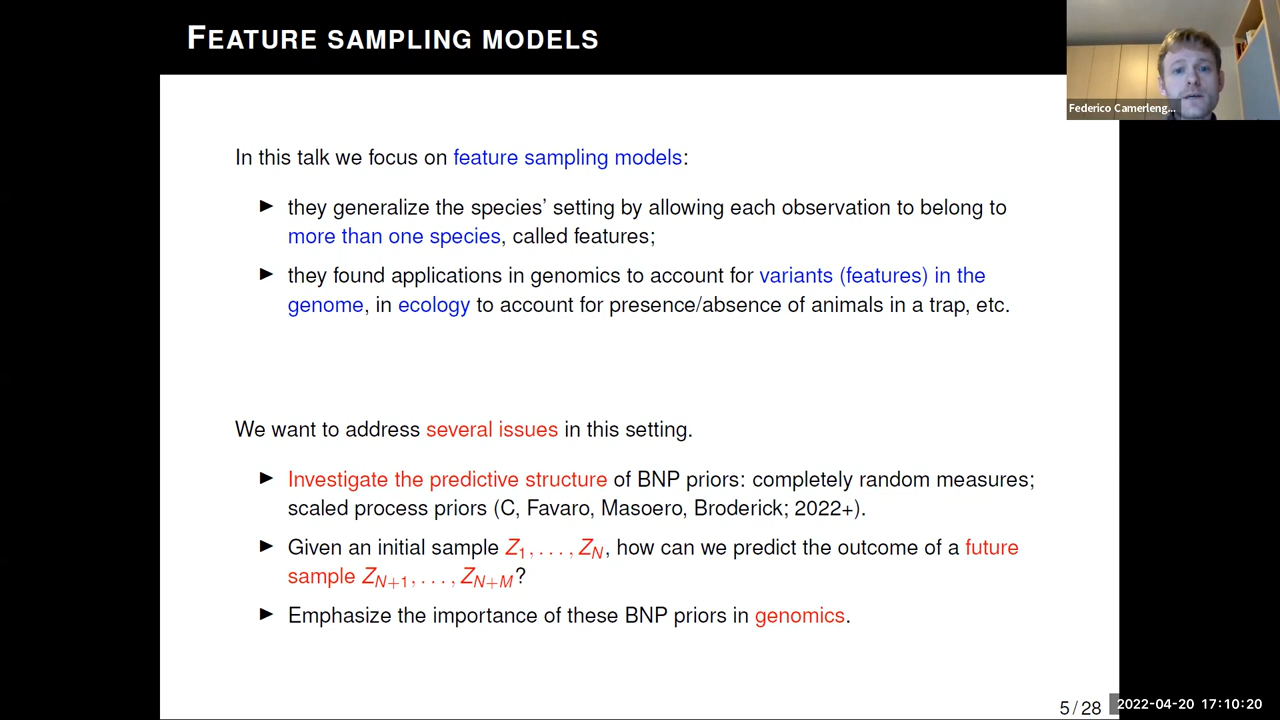 FEATURE SAMPLING MODELS
Federico Camerleng...
In this talk we focus on feature sampling models:
▶ they generalize the species' setting by allowing each observation to belong to
more than one species, called features;
▶ they found applications in genomics to account for variants (features) in the
genome, in ecology to account for presence/absence of animals in a trap, etc.
We want to address several issues in this setting.
▶ Investigate the predictive structure of BNP priors: completely random measures;
scaled process priors (C, Favaro, Masoero, Broderick; 2022+).
▶ Given an initial sample Z₁, . . . , Z_N, how can we predict the outcome of a future
sample Z_{N+1}, . . . , Z_{N+M}?
▶ Emphasize the importance of these BNP priors in genomics.
5 / 28
2022-04-20 17:10:20